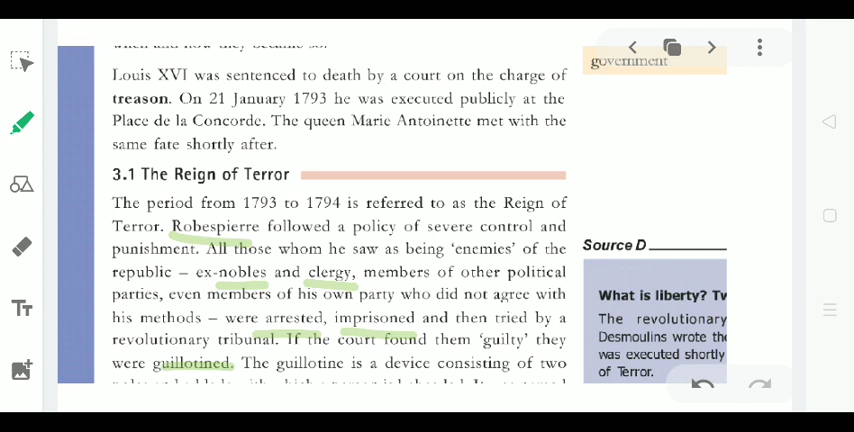 Louis XVI was sentenced to death by a court on the charge of
treason. On 21 January 1793 he was executed publicly at the
Place de la Concorde. The queen Marie Antoinette met with the
same fate shortly after.
3.1 The Reign of Terror
The period from 1793 to 1794 is referred to as the Reign of
Terror. Robespierre followed a policy of severe control and
punishment. All those whom he saw as being ‘enemies’ of the
republic – ex-nobles and clergy, members of other political
parties, even members of his own party who did not agree with
his methods – were arrested, imprisoned and then tried by a
revolutionary tribunal. If the court found them ‘guilty’ they
were guillotined. The guillotine is a device consisting of two
government
Source D
What is liberty?
The revolutionary
Desmoulins wrote
was executed shortly
of Terror.
Tт